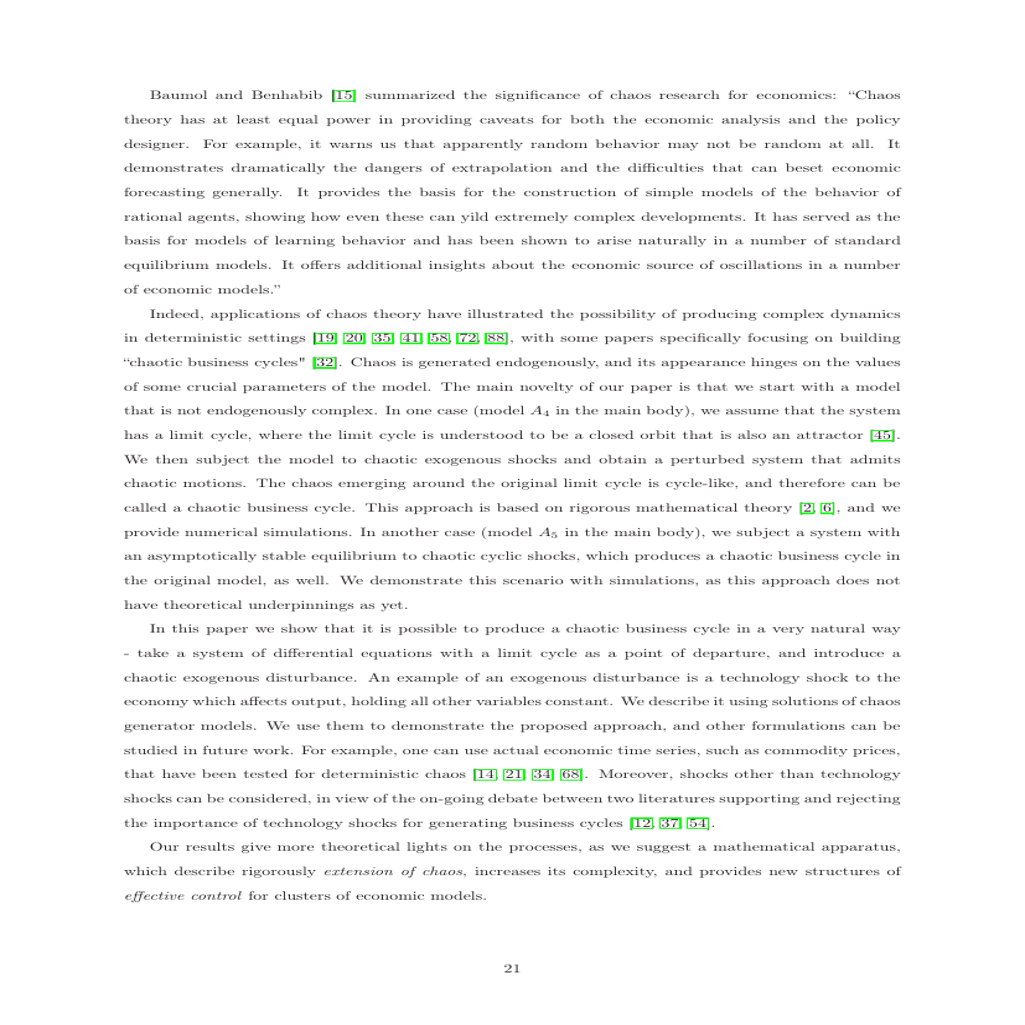 Baumol and Benhabib [15] summarized the significance of chaos research for economics: “Chaos
theory has at least equal power in providing caveats for both the economic analysis and the policy
designer. For example, it warns us that apparently random behavior may not be random at all. It
demonstrates dramatically the dangers of extrapolation and the difficulties that can beset economic
forecasting generally. It provides the basis for the construction of simple models of the behavior of
rational agents, showing how even these can yild extremely complex developments. It has served as the
basis for models of learning behavior and has been shown to arise naturally in a number of standard
equilibrium models. It offers additional insights about the economic source of oscillations in a number
of economic models.”
Indeed, applications of chaos theory have illustrated the possibility of producing complex dynamics
in deterministic settings [19, 20, 35, 41, 58, 72, 88], with some papers specifically focusing on building
“chaotic business cycles" [32]. Chaos is generated endogenously, and its appearance hinges on the values
of some crucial parameters of the model. The main novelty of our paper is that we start with a model
that is not endogenously complex. In one case (model A₄ in the main body), we assume that the system
has a limit cycle, where the limit cycle is understood to be a closed orbit that is also an attractor [45].
We then subject the model to chaotic exogenous shocks and obtain a perturbed system that admits
chaotic motions. The chaos emerging around the original limit cycle is cycle-like, and therefore can be
called a chaotic business cycle. This approach is based on rigorous mathematical theory [2, 6], and we
provide numerical simulations. In another case (model A₅ in the main body), we subject a system with
an asymptotically stable equilibrium to chaotic cyclic shocks, which produces a chaotic business cycle in
the original model, as well. We demonstrate this scenario with simulations, as this approach does not
have theoretical underpinnings as yet.
In this paper we show that it is possible to produce a chaotic business cycle in a very natural way
- take a system of differential equations with a limit cycle as a point of departure, and introduce a
chaotic exogenous disturbance. An example of an exogenous disturbance is a technology shock to the
economy which affects output, holding all other variables constant. We describe it using solutions of chaos
generator models. We use them to demonstrate the proposed approach, and other formulations can be
studied in future work. For example, one can use actual economic time series, such as commodity prices,
that have been tested for deterministic chaos [14, 21, 34, 68]. Moreover, shocks other than technology
shocks can be considered, in view of the on-going debate between two literatures supporting and rejecting
the importance of technology shocks for generating business cycles [12, 37, 54].
Our results give more theoretical lights on the processes, as we suggest a mathematical apparatus,
which describe rigorously extension of chaos, increases its complexity, and provides new structures of
effective control for clusters of economic models.
21